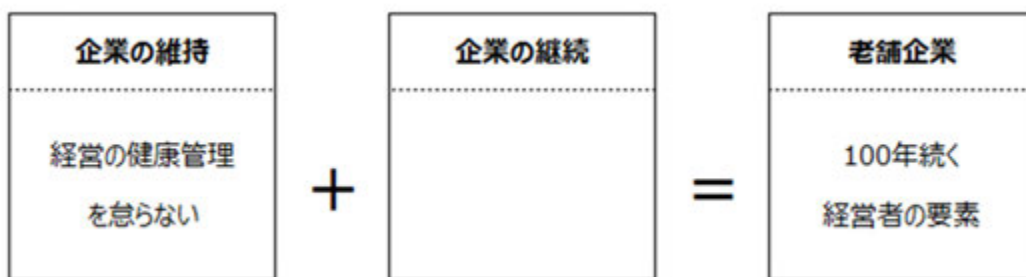 企業の維持
経営の健康管理
を怠らない
+
企業の継続
=
老舗企業
100年続く
経営者の要素